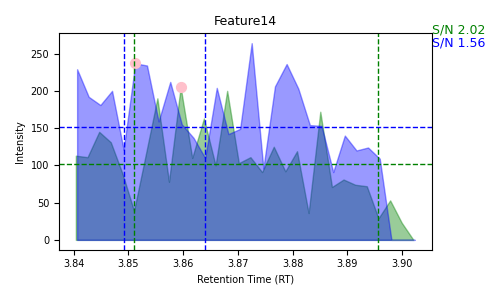 Feature14
S/N 2.02
S/N 1.56
Intensity
250
200
150
100
50
0
3.84 3.85 3.86 3.87 3.88 3.89 3.90
Retention Time (RT)